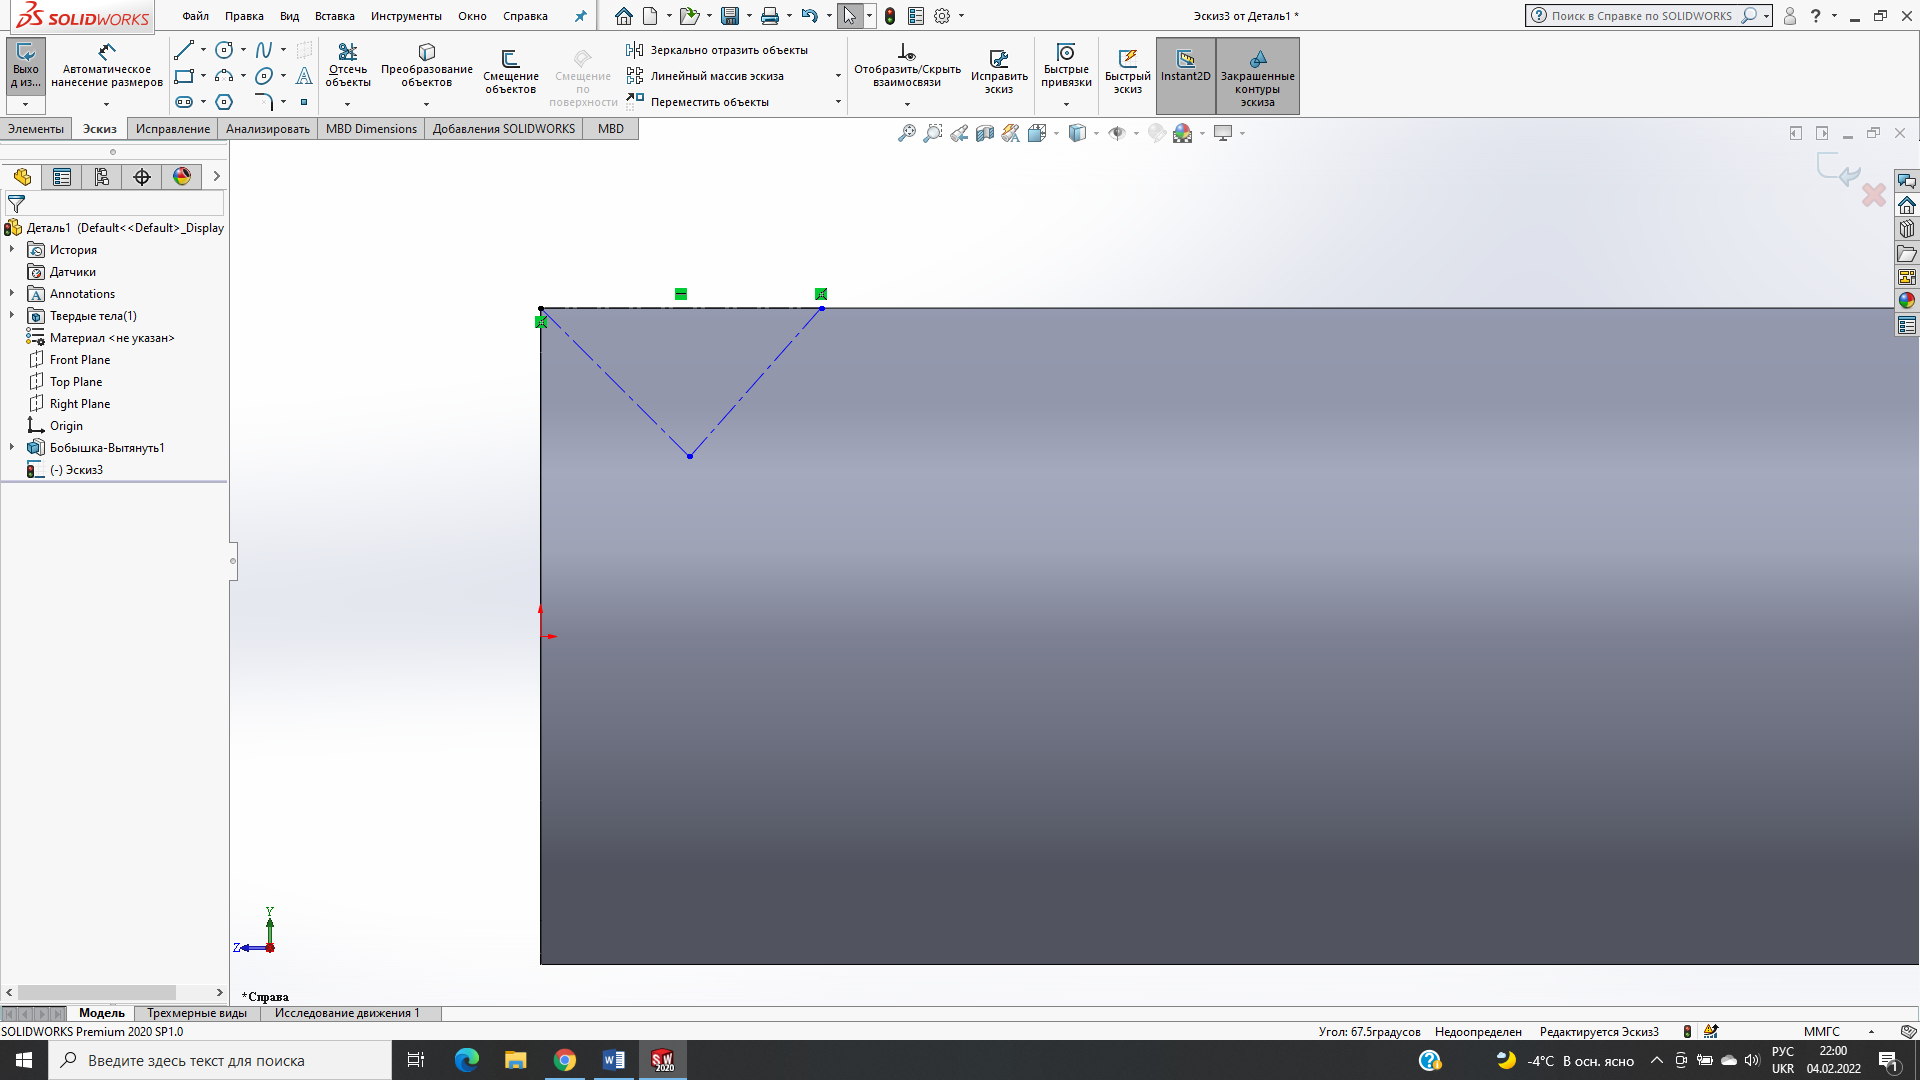 SOLIDWORKS
Файл Правка Вид Вставка Инструменты Окно Справка
Эскиз3 от Деталь1 *
Поиск в Справке по SOLIDWORKS
Выхо
д из...
Автоматическое
нанесение размеров
Отсечь
объекты
Преобразование
объектов
Смещение
объектов
Смещение
по
поверхности
Зеркально отразить объекты
Линейный массив эскиза
Переместить объекты
Отобразить/Скрыть
взаимосвязи
Исправить
эскиз
Быстрые
привязки
Быстрый
эскиз
Instant2D
Закрашенные
контуры
эскиза
Элементы Эскиз Исправление Анализировать MBD Dimensions Добавления SOLIDWORKS MBD
Деталь1 (Default<<Default>_Display
История
Датчики
Annotations
Твердые тела(1)
Материал <не указан>
Front Plane
Top Plane
Right Plane
Origin
Бобышка-Вытянуть1
(-) Эскиз3
Y
Z
*Справа
Модель Трехмерные виды Исследование движения 1
SOLIDWORKS Premium 2020 SP1.0
Угол: 67.5градусов Недоопределен Редактируется Эскиз3 ММГС
Введите здесь текст для поиска
SW
2020
-4°C В осн. ясно
РУС
UKR
22:00
04.02.2022
1